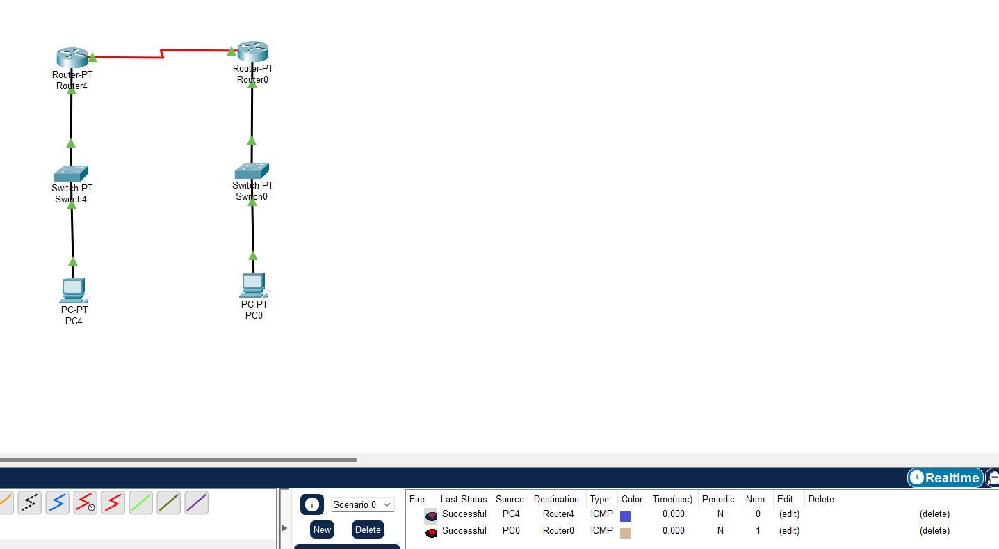 Router-PT
Router4
Router-PT
Router0
Switch-PT
Switch4
Switch-PT
Switch0
PC-PT
PC4
PC-PT
PC0
Realtime
Scenario 0
New
Delete
Fire Last Status Source Destination Type Color Time(sec) Periodic Num Edit Delete
Successful PC4 Router4 ICMP 0.000 N 0 (edit) (delete)
Successful PC0 Router0 ICMP 0.000 N 1 (edit) (delete)